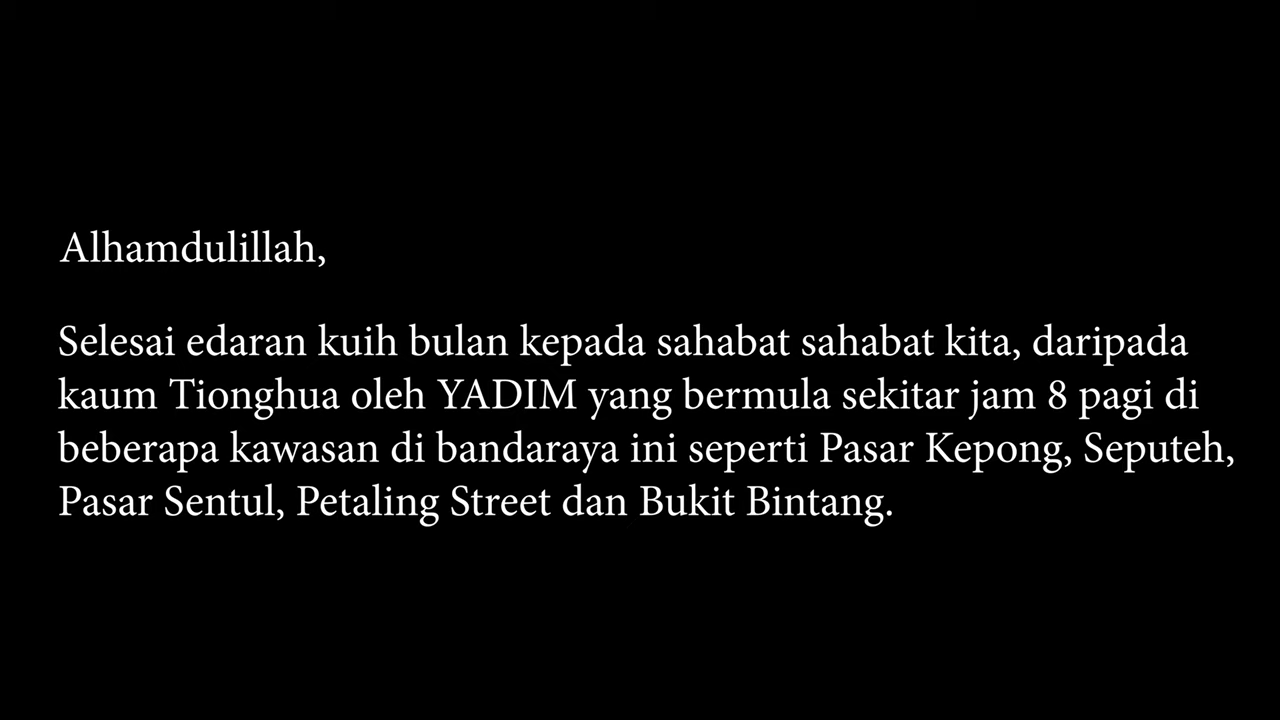 Alhamdulillah,
Selesai edaran kuih bulan kepada sahabat sahabat kita, daripada
kaum Tionghua oleh YADIM yang bermula sekitar jam 8 pagi di
beberapa kawasan di bandaraya ini seperti Pasar Kepong, Seputeh,
Pasar Sentul, Petaling Street dan Bukit Bintang.